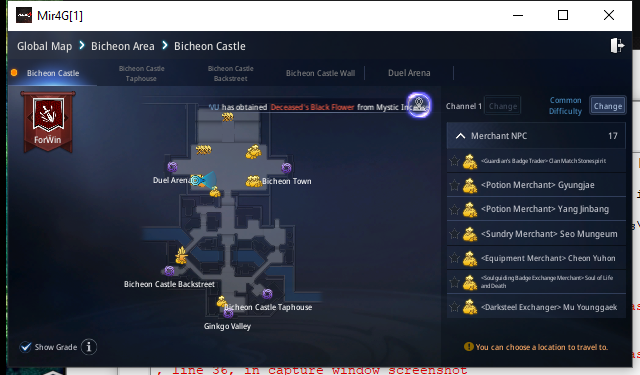 Mir4G[1]
Global Map > Bicheon Area > Bicheon Castle
Bicheon Castle
Bicheon Castle
Taphouse
Bicheon Castle
Backstreet
Bicheon Castle Wall
Duel Arena
ForWin
has obtained Deceased's Black Flower from Mystic
Duel Arena
Bicheon Town
Bicheon Castle Backstreet
Bicheon Castle Taphouse
Ginkgo Valley
Show Grade
Channel 1
Change
Common
Difficulty
Change
Merchant NPC
17
<Guardian's Badge Trader> Clan Match Stonespirit
<Potion Merchant> Gyungjae
<Potion Merchant> Yang Jinbang
<Sundry Merchant> Seo Mungeum
<Equipment Merchant> Cheon Yuhon
<Soulguiding Badge Exchange Merchant> Soul of Life
and Death
<Darksteel Exchanger> Mu Younggaek
You can choose a location to travel to.
, line 36, in capture_window_screenshot